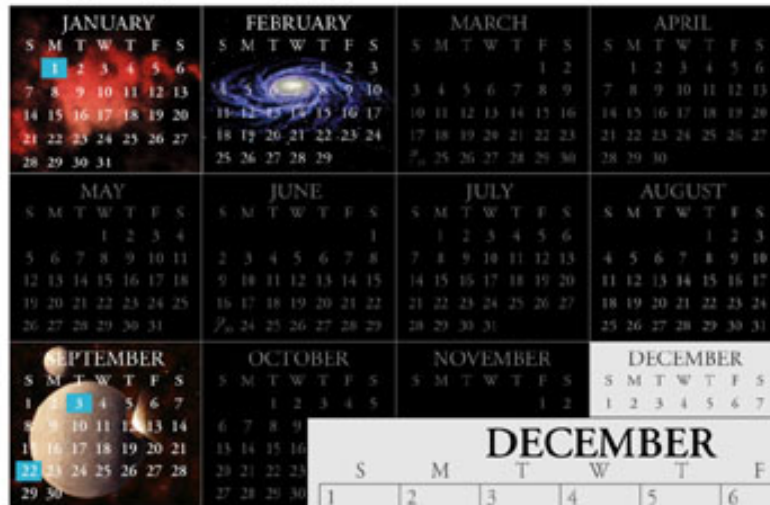 JANUARY
S M T W T F S
1 2 3 4 5 6
7 8 9 10 11 12 13
14 15 16 17 18 19 20
21 22 23 24 25 26 27
28 29 30 31
FEBRUARY
S M T W T F S
1 2 3
4 5 6 7 8 9 10
11 12 13 14 15 16 17
18 19 20 21 22 23 24
25 26 27 28 29
MARCH
S M T W T F S
1 2
3 4 5 6 7 8 9
10 11 12 13 14 15 16
17 18 19 20 21 22 23
25 26 27 28 29 30
APRIL
S M T W T F S
1 2 3 4 5 6
7 8 9 10 11 12 13
14 15 16 17 18 19 20
21 22 23 24 25 26 27
28 29 30
MAY
S M T W T F S
1 2 3 4
5 6 7 8 9 10 11
12 13 14 15 16 17 18
19 20 21 22 23 24 25
26 27 28 29 30 31
JUNE
S M T W T F S
1
2 3 4 5 6 7 8
9 10 11 12 13 14 15
16 17 18 19 20 21 22
24 25 26 27 28 29
JULY
S M T W T F S
1 2 3 4 5 6
7 8 9 10 11 12 13
14 15 16 17 18 19 20
21 22 23 24 25 26 27
28 29 30 31
AUGUST
S M T W T F S
1 2 3
4 5 6 7 8 9 10
11 12 13 14 15 16 17
18 19 20 21 22 23 24
25 26 27 28 29 30 31
SEPTEMBER
S M T W T F S
1 2 3 4 5 6 7
8 9 10 11 12 13 14
15 16 17 18 19 20 21
22 23 24 25 26 27 28
29 30
OCTOBER
S M T W T F S
1 2 3 4 5
6 7 8 9
13 14 15 16
20 21 22 23
27 28 29 30
NOVEMBER
S M T W T F S
1 2
DECEMBER
S M T W T F S
1 2 3 4 5 6 7
DECEMBER
S M T W T F
1 2 3 4 5 6